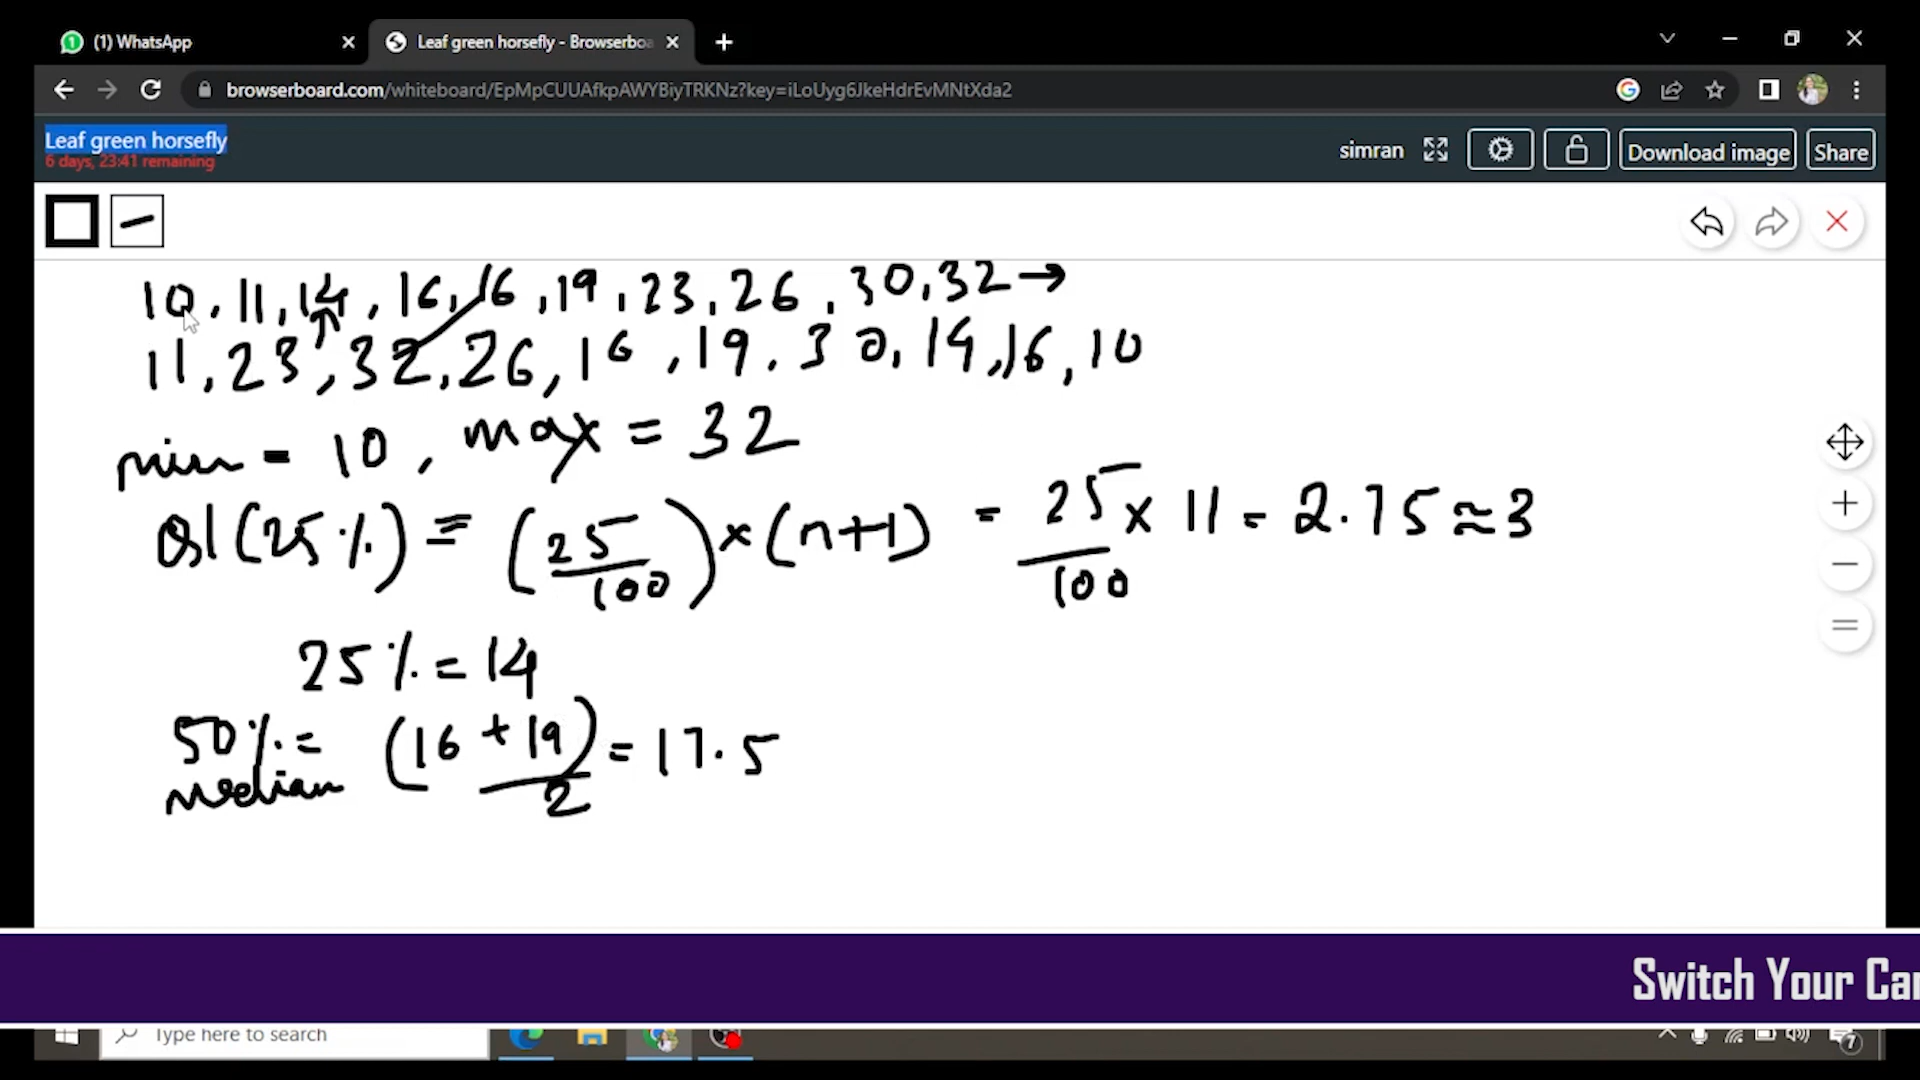 (1) WhatsApp
Leaf green horsefly - Browserboa
browserboard.com/whiteboard/EpMpCUUAfkpAWYBiyTRKNz?key=iLoUyg6JkeHdrEvMNtXda2
Leaf green horsefly
6 days, 23:41 remaining
simran
Download image
Share
10, 11, 14, 16, 16, 19, 23, 26, 30, 32 →
11, 23, 32, 26, 16, 19, 30, 14, 16, 10
min = 10, max = 32
Q1 (25%) = (25/100) × (n+1) = 25/100 × 11 = 2.75 ≈ 3
25% = 14
50% = (16 + 19)/2 = 17.5
median
Switch Your Car
Type here to search
7